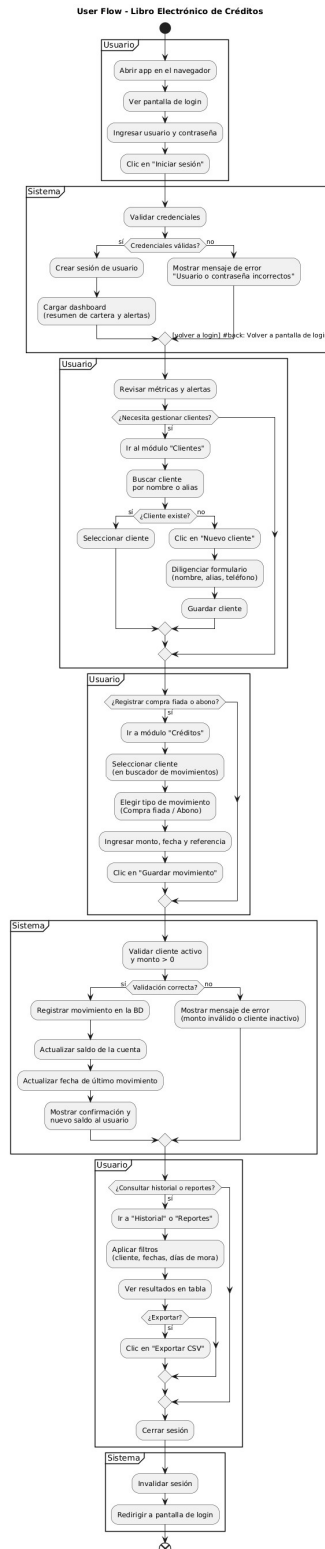 User Flow - Libro Electrónico de Créditos
Usuario
Abrir app en el navegador
Ver pantalla de login
Ingresar usuario y contraseña
Clic en "Iniciar sesión"
Sistema
Validar credenciales
sí
¿Credenciales válidas?
no
Crear sesión de usuario
Mostrar mensaje de error
"Usuario o contraseña incorrectos"
Cargar dashboard
(resumen de cartera y alertas)
[volver a login] #back: Volver a pantalla de login
Usuario
Revisar métricas y alertas
¿Necesita gestionar clientes?
sí
Ir al módulo "Clientes"
Buscar cliente
por nombre o alias
sí
¿Cliente existe?
no
Seleccionar cliente
Clic en "Nuevo cliente"
Diligenciar formulario
(nombre, alias, teléfono)
Guardar cliente
Usuario
¿Registrar compra fiada o abono?
sí
Ir a módulo "Créditos"
Seleccionar cliente
(en buscador de movimientos)
Elegir tipo de movimiento
(Compra fiada / Abono)
Ingresar monto, fecha y referencia
Clic en "Guardar movimiento"
Sistema
Validar cliente activo
y monto > 0
sí
¿Validación correcta?
no
Registrar movimiento en la BD
Mostrar mensaje de error
(monto inválido o cliente inactivo)
Actualizar saldo de la cuenta
Actualizar fecha de último movimiento
Mostrar confirmación y
nuevo saldo al usuario
Usuario
¿Consultar historial o reportes?
sí
Ir a "Historial" o "Reportes"
Aplicar filtros
(cliente, fechas, días de mora)
Ver resultados en tabla
¿Exportar?
sí
Clic en "Exportar CSV"
Cerrar sesión
Sistema
Invalidar sesión
Redirigir a pantalla de login